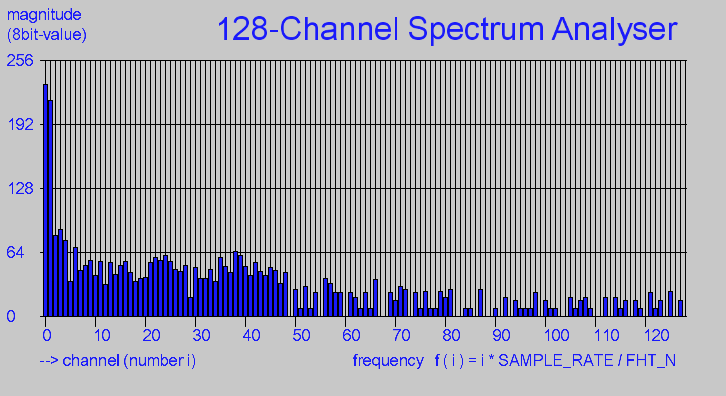 magnitude
(8bit-value)
128-Channel Spectrum Analyser
256
192
128
64
0
0 10 20 30 40 50 60 70 80 90 100 110 120
--> channel (number i) frequency f ( i ) = i * SAMPLE_RATE / FHT_N